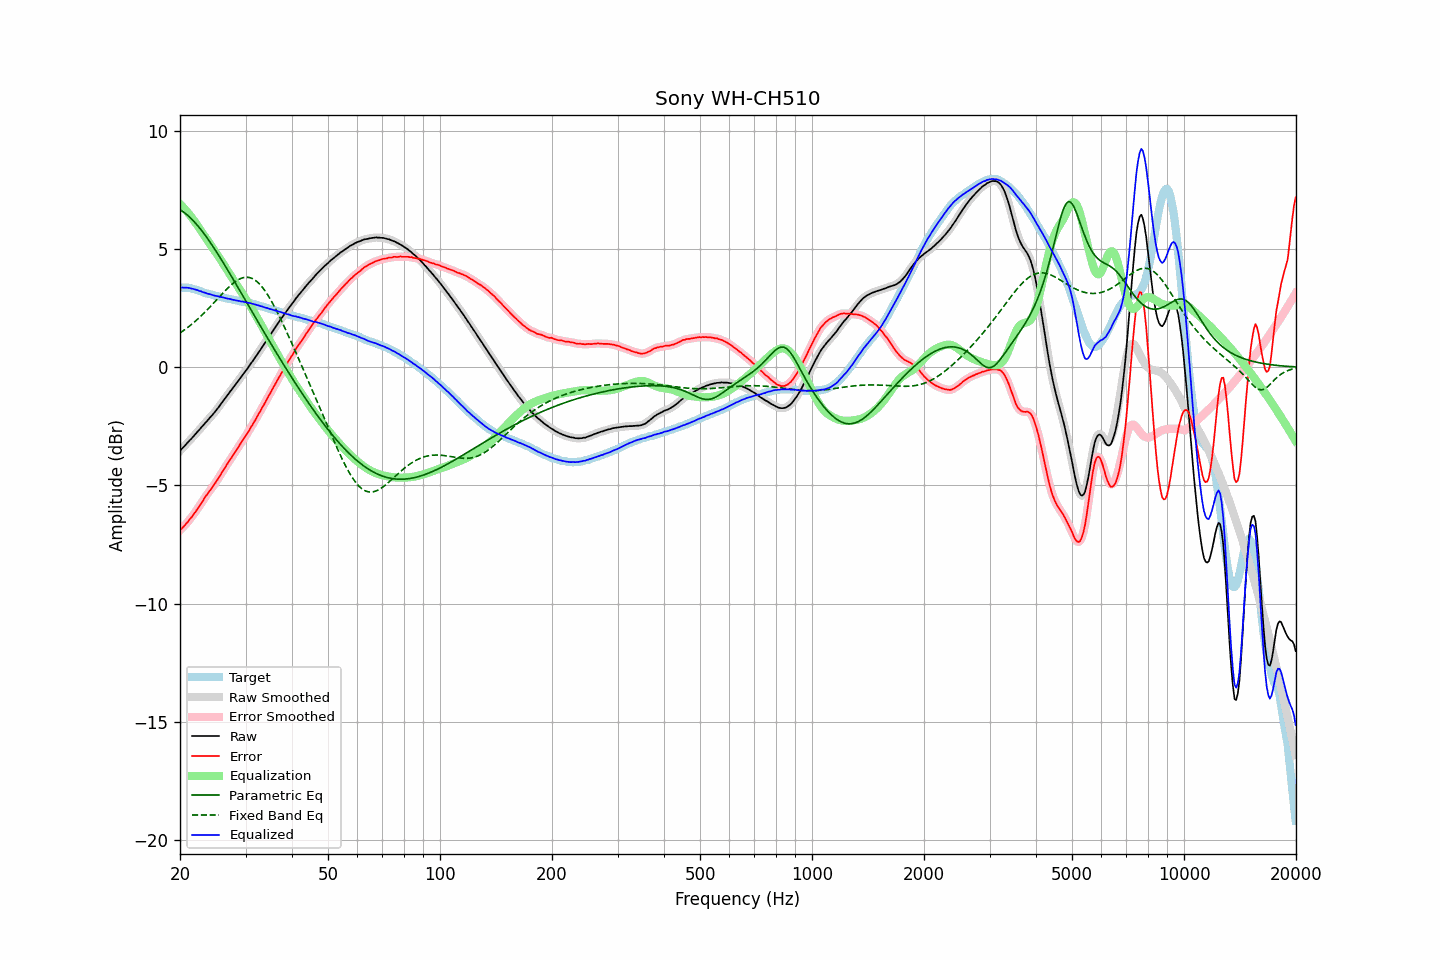 Sony WH-CH510
Amplitude (dBr)
10
5
0
−5
−10
−15
−20
Target
Raw Smoothed
Error Smoothed
Raw
Error
Equalization
Parametric Eq
Fixed Band Eq
Equalized
20 50 100 200 500 1000 2000 5000 10000 20000
Frequency (Hz)